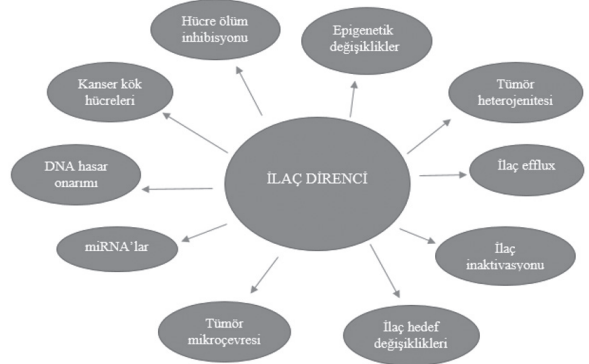 Hücre ölüm
inhibisyonu
Epigenetik
değişiklikler
Kanser kök
hücreleri
Tümör
heterojenitesi
DNA hasar
onarımı
İLAÇ DİRENCİ
İlaç efflux
miRNA’lar
İlaç
inaktivasyonu
Tümör
mikroçevresi
İlaç hedef
değişiklikleri